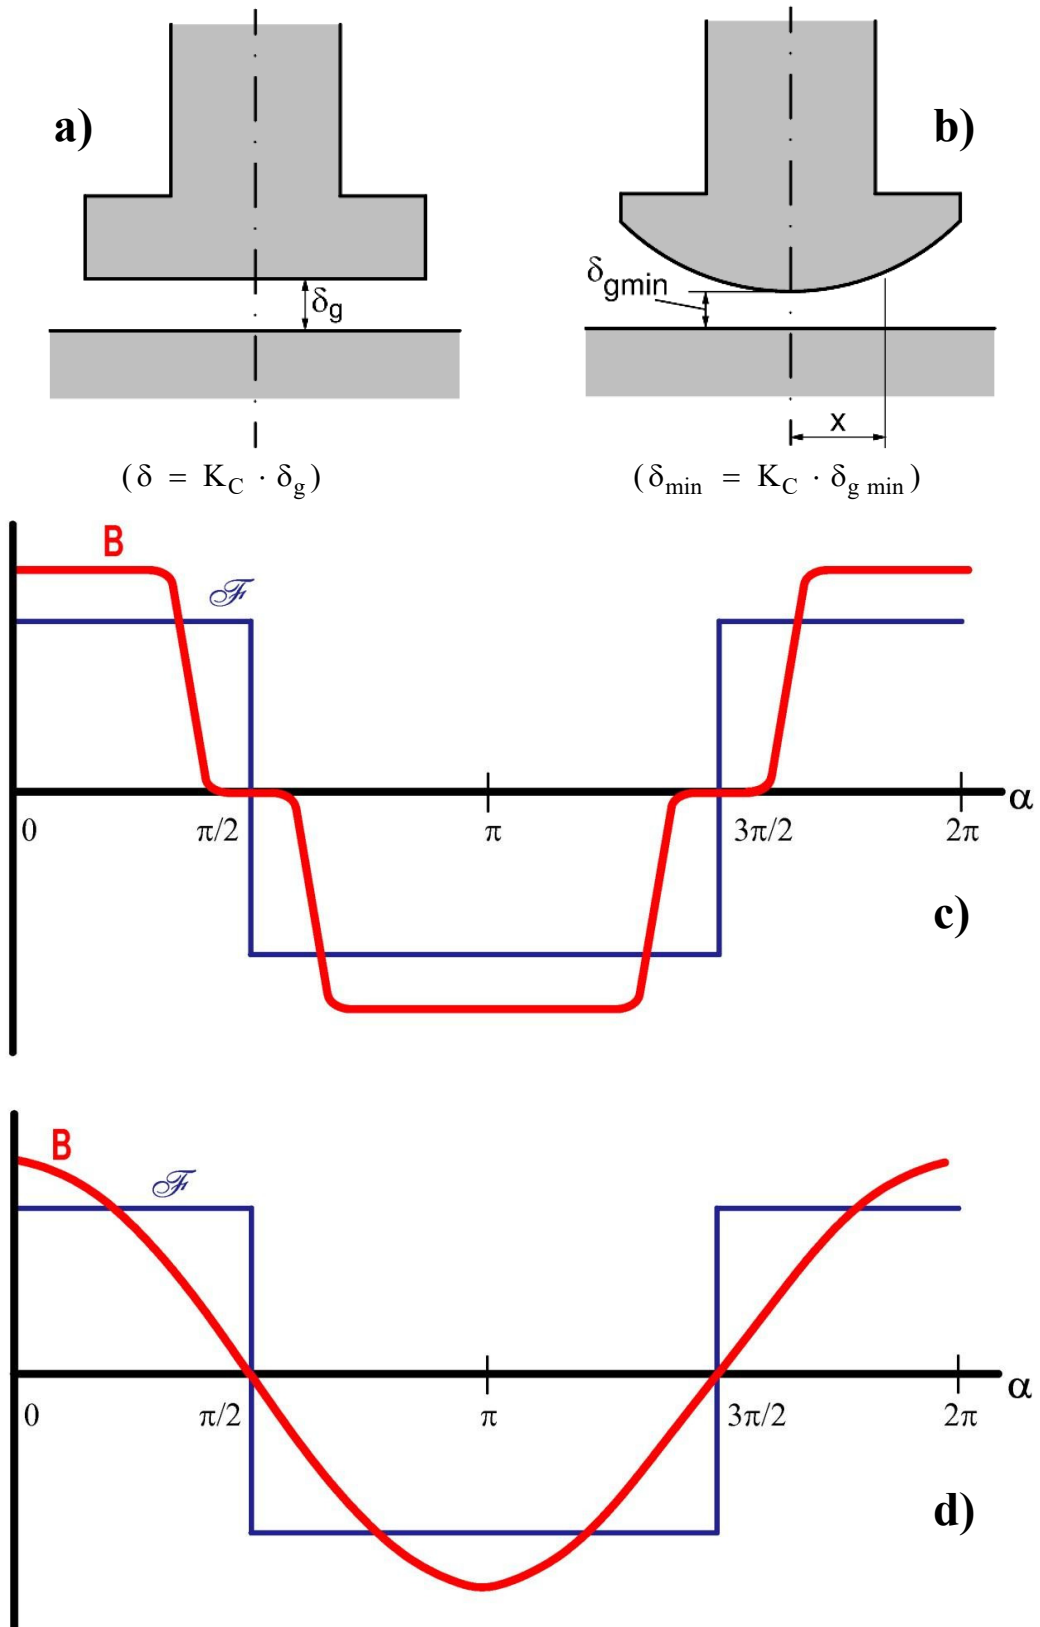 a)
b)
δg
δgmin
x
(δ = KC · δg)
(δmin = KC · δg min)
B
ℱ
α
0 π/2 π 3π/2 2π
c)
B
ℱ
α
0 π/2 π 3π/2 2π
d)